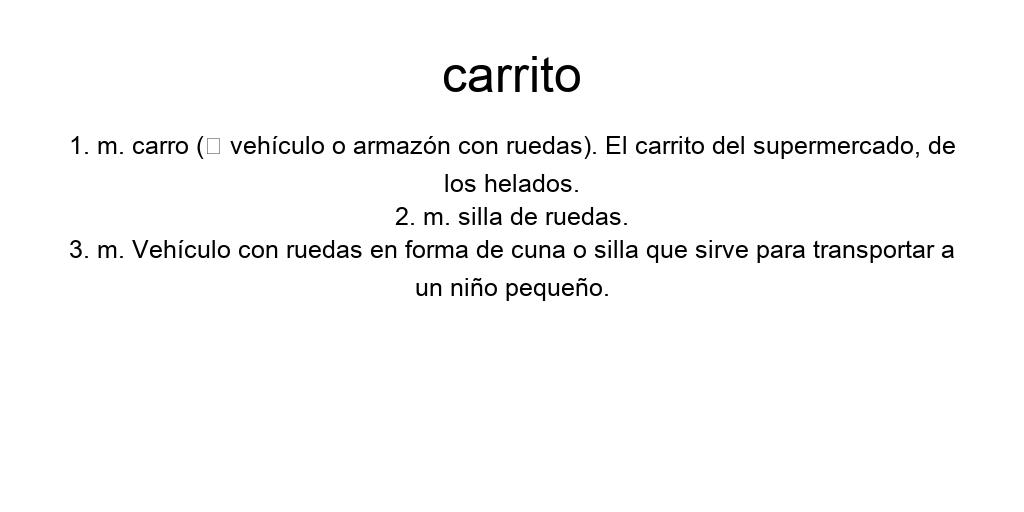 carrito
1. m. carro (□ vehículo o armazón con ruedas). El carrito del supermercado, de
los helados.
2. m. silla de ruedas.
3. m. Vehículo con ruedas en forma de cuna o silla que sirve para transportar a
un niño pequeño.